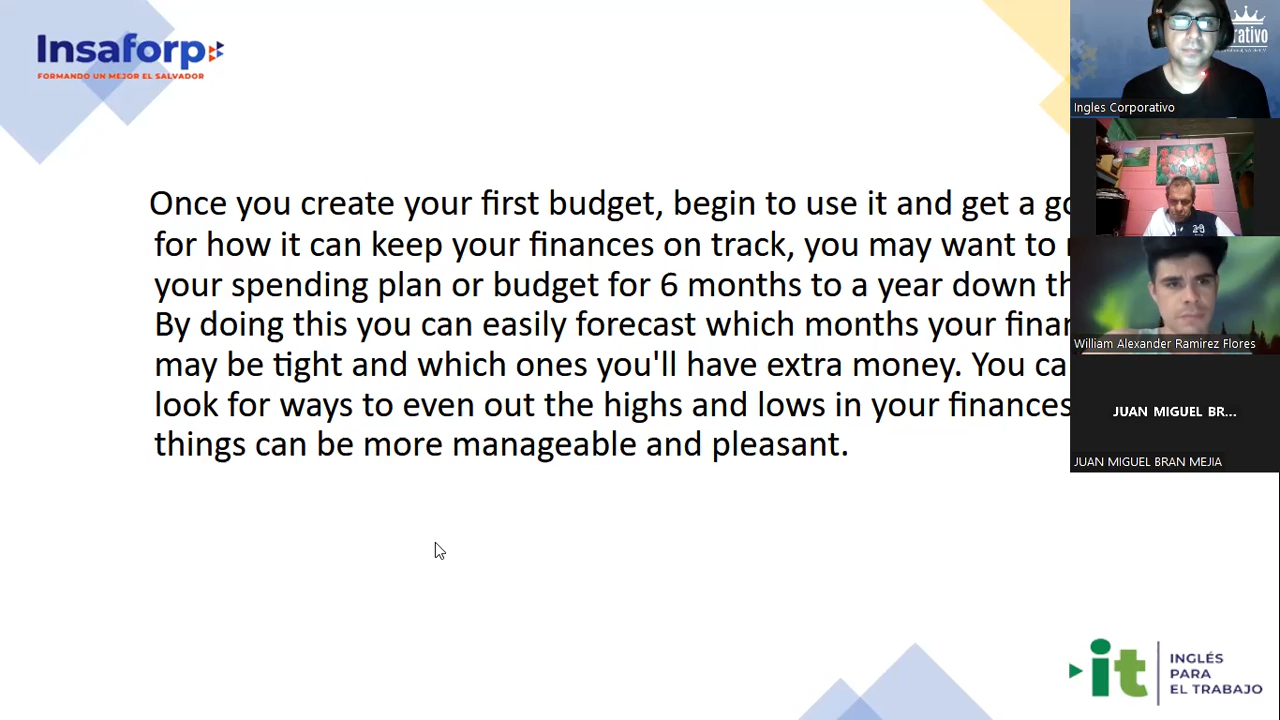 Insaforp
FORMANDO UN MEJOR EL SALVADOR
Once you create your first budget, begin to use it and get a
for how it can keep your finances on track, you may want to
your spending plan or budget for 6 months to a year down
By doing this you can easily forecast which months your
may be tight and which ones you'll have extra money. You
look for ways to even out the highs and lows in your finances
things can be more manageable and pleasant.
Ingles Corporativo
William Alexander Ramirez Flores
JUAN MIGUEL BR...
JUAN MIGUEL BRAN MEJIA
it
INGLÉS
PARA
EL TRABAJO